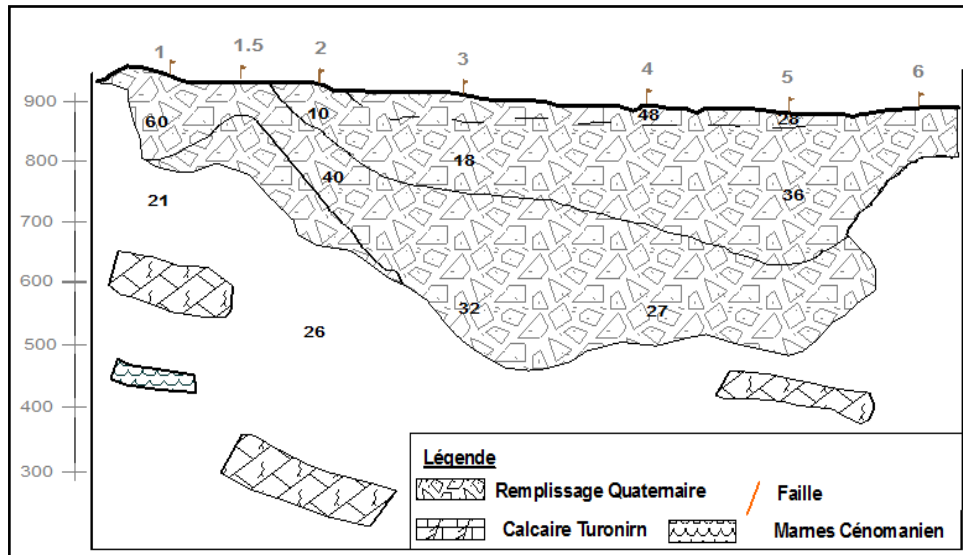 1 1.5 2 3 4 5 6
900
800
700
600
500
400
300
60 10 48 28
18
40 36
21
32 27
26
Légende
Remplissage Quaternaire Faille
Calcaire Turonirn Marnes Cénomanien